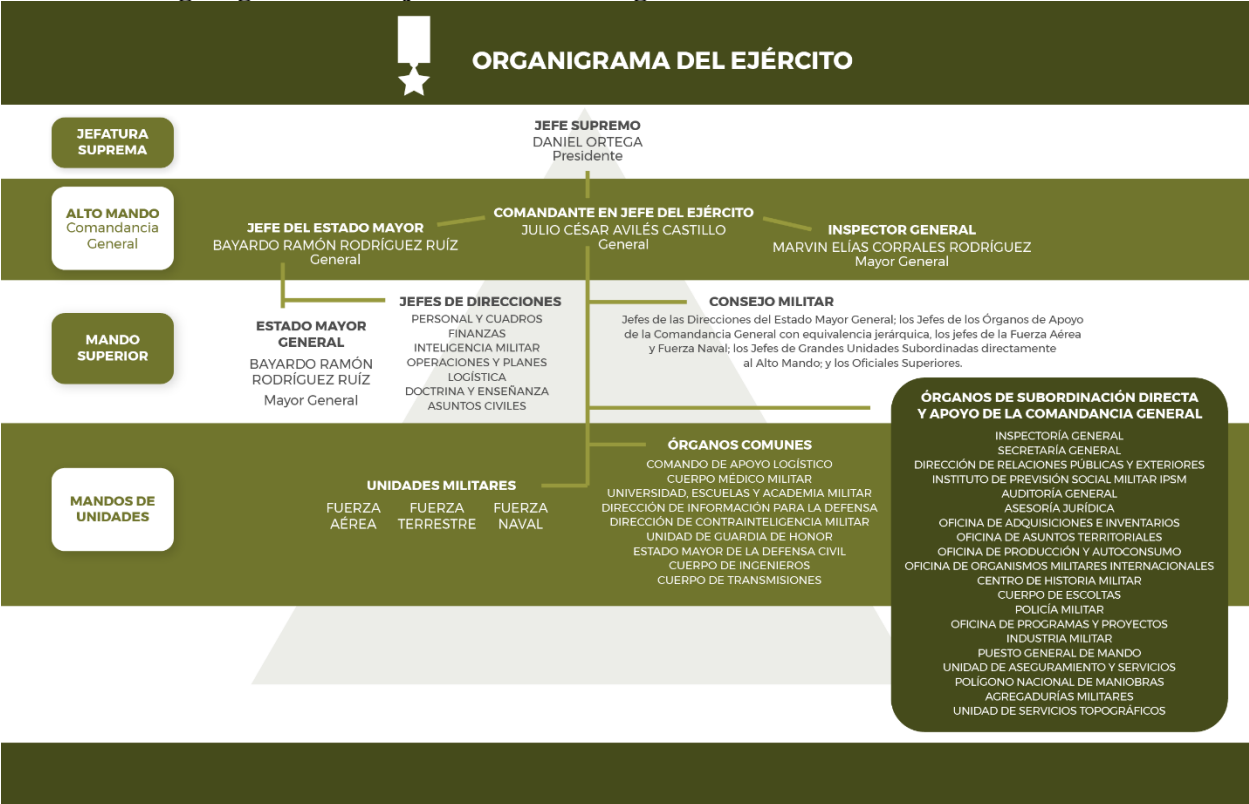 ORGANIGRAMA DEL EJÉRCITO
JEFATURA
SUPREMA
JEFE SUPREMO
DANIEL ORTEGA
Presidente
ALTO MANDO
Comandancia
General
JEFE DEL ESTADO MAYOR
BAYARDO RAMÓN RODRÍGUEZ RUÍZ
General
COMANDANTE EN JEFE DEL EJÉRCITO
JULIO CÉSAR AVILÉS CASTILLO
General
INSPECTOR GENERAL
MARVIN ELÍAS CORRALES RODRÍGUEZ
Mayor General
MANDO
SUPERIOR
ESTADO MAYOR
GENERAL
BAYARDO RAMÓN
RODRÍGUEZ RUÍZ
Mayor General
JEFES DE DIRECCIONES
PERSONAL Y CUADROS
FINANZAS
INTELIGENCIA MILITAR
OPERACIONES Y PLANES
LOGÍSTICA
DOCTRINA Y ENSEÑANZA
ASUNTOS CIVILES
CONSEJO MILITAR
Jefes de las Direcciones del Estado Mayor General; los Jefes de los Órganos de Apoyo
de la Comandancia General con equivalencia jerárquica, los jefes de la Fuerza Aérea
y Fuerza Naval; los Jefes de Grandes Unidades Subordinadas directamente
al Alto Mando; y los Oficiales Superiores.
MANDOS DE
UNIDADES
UNIDADES MILITARES
FUERZA
AÉREA
FUERZA
TERRESTRE
FUERZA
NAVAL
ÓRGANOS COMUNES
COMANDO DE APOYO LOGÍSTICO
CUERPO MÉDICO MILITAR
UNIVERSIDAD, ESCUELAS Y ACADEMIA MILITAR
DIRECCIÓN DE INFORMACIÓN PARA LA DEFENSA
DIRECCIÓN DE CONTRAINTELIGENCIA MILITAR
UNIDAD DE GUARDIA DE HONOR
ESTADO MAYOR DE LA DEFENSA CIVIL
CUERPO DE INGENIEROS
CUERPO DE TRANSMISIONES
ÓRGANOS DE SUBORDINACIÓN DIRECTA
Y APOYO DE LA COMANDANCIA GENERAL
INSPECTORÍA GENERAL
SECRETARÍA GENERAL
DIRECCIÓN DE RELACIONES PÚBLICAS Y EXTERIORES
INSTITUTO DE PREVISIÓN SOCIAL MILITAR IPSM
AUDITORÍA GENERAL
ASESORÍA JURÍDICA
OFICINA DE ADQUISICIONES E INVENTARIOS
OFICINA DE ASUNTOS TERRITORIALES
OFICINA DE PRODUCCIÓN Y AUTOCONSUMO
OFICINA DE ORGANISMOS MILITARES INTERNACIONALES
CENTRO DE HISTORIA MILITAR
CUERPO DE ESCOLTAS
POLICÍA MILITAR
OFICINA DE PROGRAMAS Y PROYECTOS
INDUSTRIA MILITAR
PUESTO GENERAL DE MANDO
UNIDAD DE ASEGURAMIENTO Y SERVICIOS
POLÍGONO NACIONAL DE MANIOBRAS
AGREGADURÍAS MILITARES
UNIDAD DE SERVICIOS TOPOGRÁFICOS